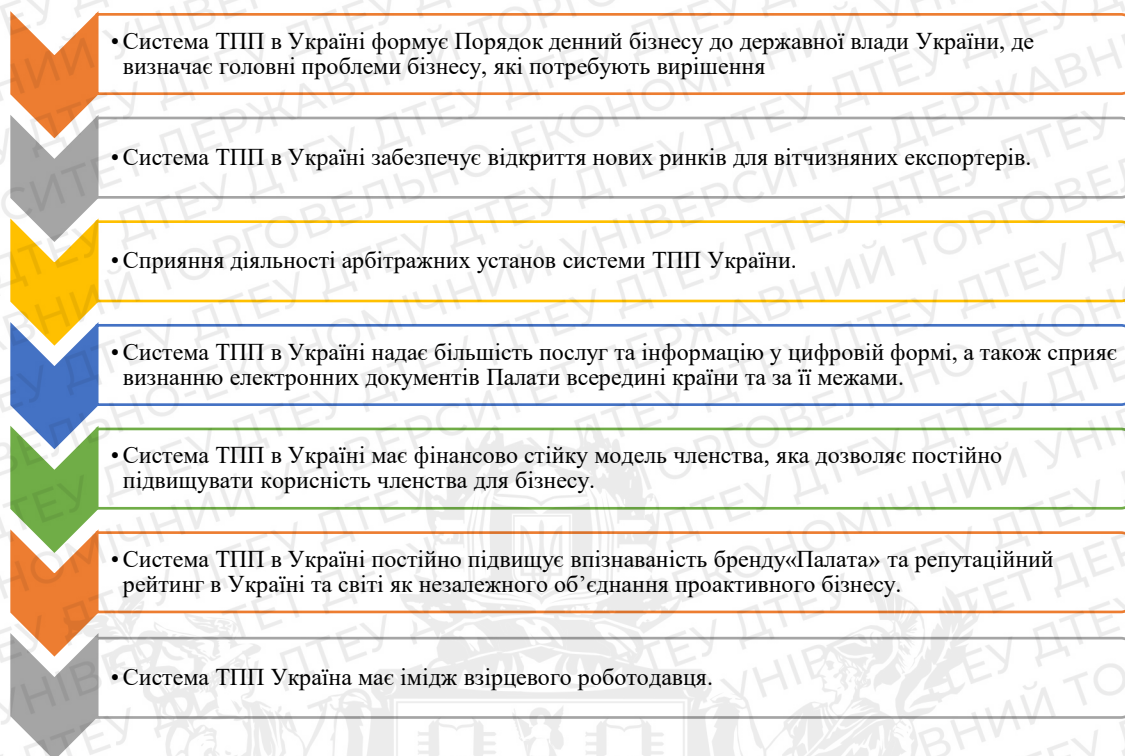 • Система ТПП в Україні формує Порядок денний бізнесу до державної влади України, де
визначає головні проблеми бізнесу, які потребують вирішення
• Система ТПП в Україні забезпечує відкриття нових ринків для вітчизняних експортерів.
• Сприяння діяльності арбітражних установ системи ТПП України.
• Система ТПП в Україні надає більшість послуг та інформацію у цифровій формі, а також сприяє
визнанню електронних документів Палати всередині країни та за її межами.
• Система ТПП в Україні має фінансово стійку модель членства, яка дозволяє постійно
підвищувати корисність членства для бізнесу.
• Система ТПП в Україні постійно підвищує впізнаваність бренду«Палата» та репутаційний
рейтинг в Україні та світі як незалежного об’єднання проактивного бізнесу.
• Система ТПП Україна має імідж взірцевого роботодавця.